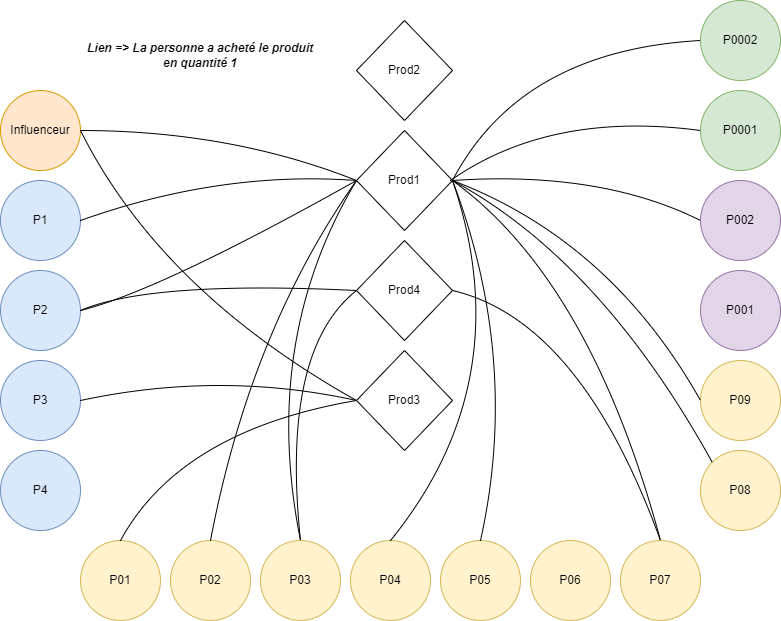 Lien => La personne a acheté le produit
en quantité 1
Prod2
P0002
Influenceur
Prod1
P0001
P1
P002
P2
Prod4
P001
P3
Prod3
P09
P4
P08
P01
P02
P03
P04
P05
P06
P07